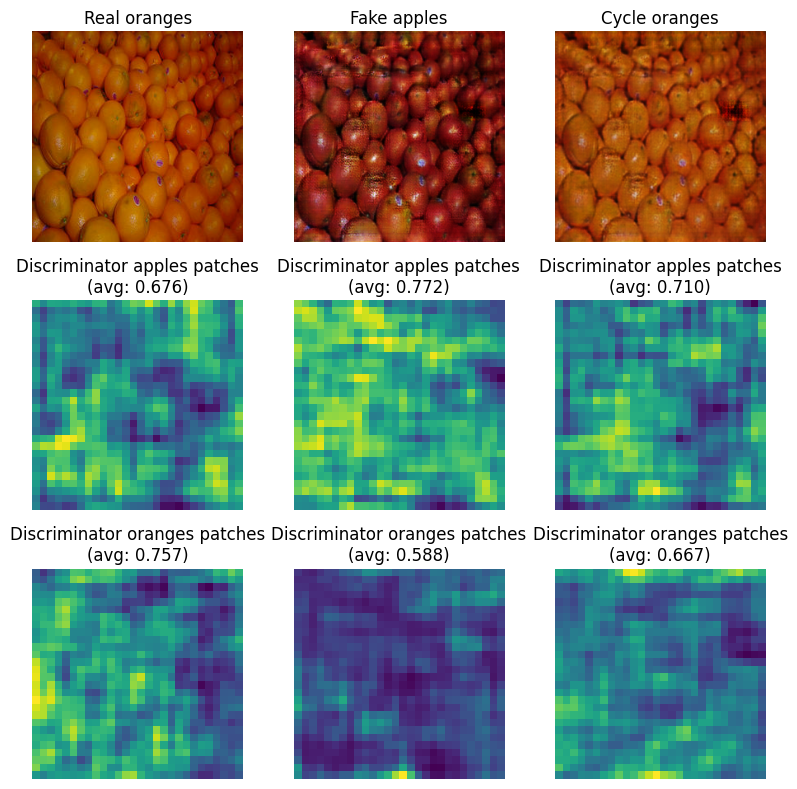 Real oranges
Fake apples
Cycle oranges
Discriminator apples patches
(avg: 0.676)
Discriminator apples patches
(avg: 0.772)
Discriminator apples patches
(avg: 0.710)
Discriminator oranges patches
(avg: 0.757)
Discriminator oranges patches
(avg: 0.588)
Discriminator oranges patches
(avg: 0.667)